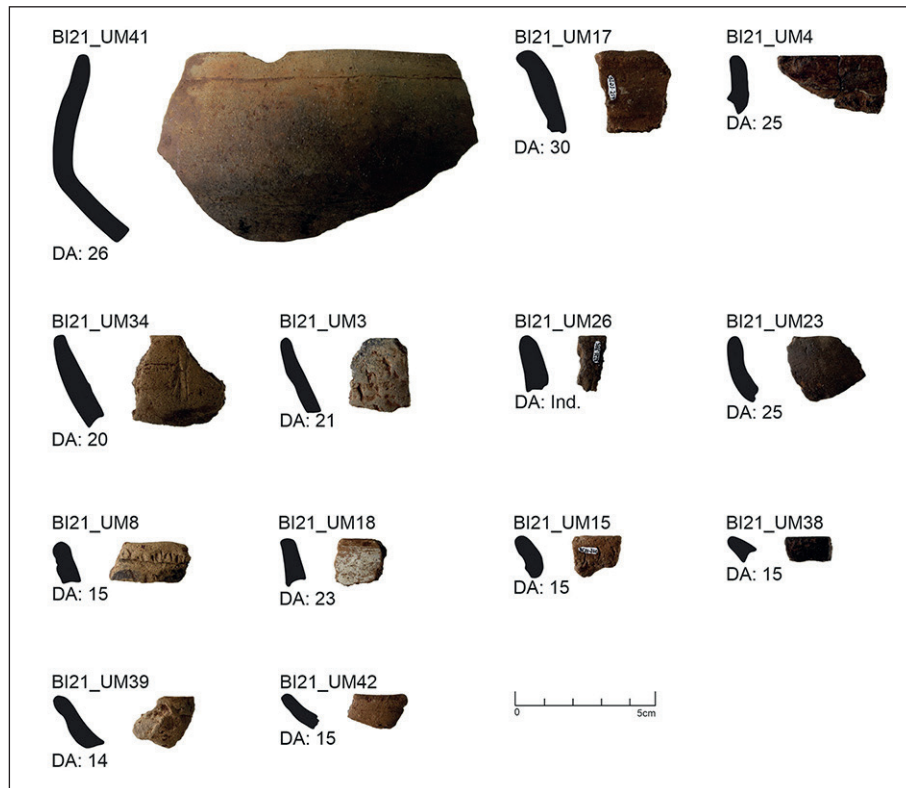 BI21_UM41
DA: 26
BI21_UM17
DA: 30
BI21_UM4
DA: 25
BI21_UM34
DA: 20
BI21_UM3
DA: 21
BI21_UM26
DA: Ind.
BI21_UM23
DA: 25
BI21_UM8
DA: 15
BI21_UM18
DA: 23
BI21_UM15
DA: 15
BI21_UM38
DA: 15
BI21_UM39
DA: 14
BI21_UM42
DA: 15
0 5cm